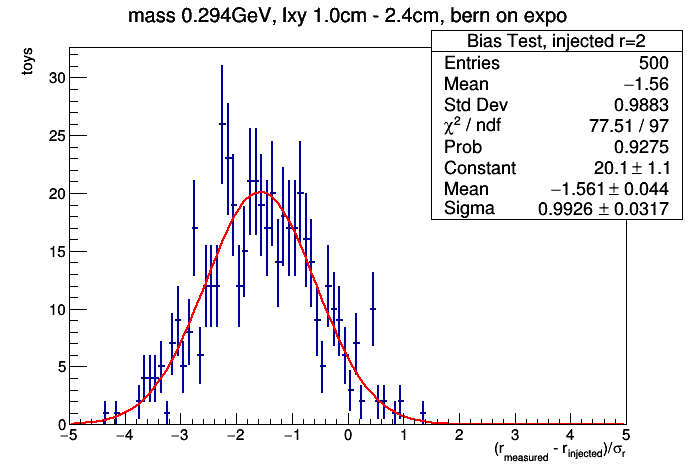 mass 0.294GeV, lxy 1.0cm - 2.4cm, bern on expo
Bias Test, injected r=2
Entries 500
Mean −1.56
Std Dev 0.9883
χ² / ndf 77.51 / 97
Prob 0.9275
Constant 20.1 ± 1.1
Mean −1.561 ± 0.044
Sigma 0.9926 ± 0.0317
toys
30
25
20
15
10
5
0
−5 −4 −3 −2 −1 0 1 2 3 4 5
(r_measured - r_injected)/σ_r